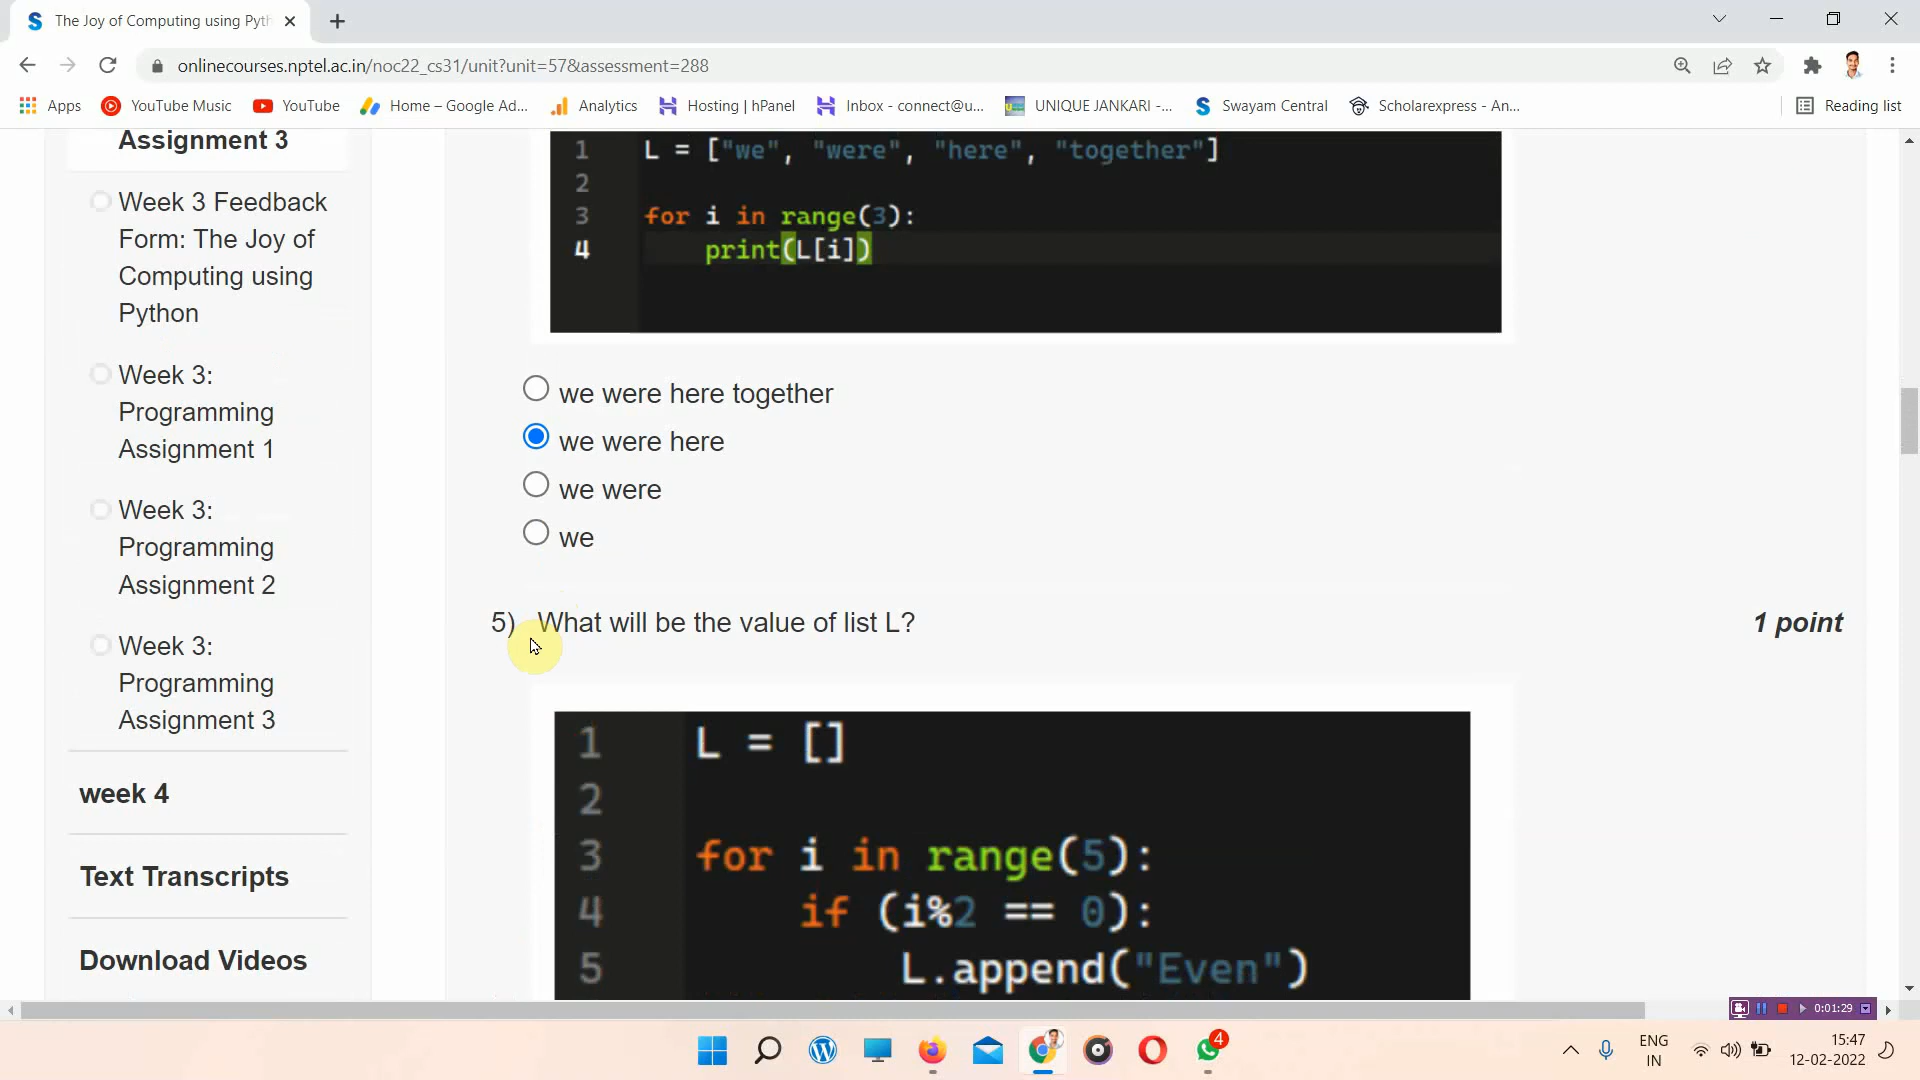 The Joy of Computing using Pyth
onlinecourses.nptel.ac.in/noc22_cs31/unit?unit=57&assessment=288
Apps YouTube Music YouTube Home – Google Ad... Analytics Hosting | hPanel Inbox - connect@u... UNIQUE JANKARI -... Swayam Central Scholarexpress - An... Reading list
Assignment 3
Week 3 Feedback
Form: The Joy of
Computing using
Python
Week 3:
Programming
Assignment 1
Week 3:
Programming
Assignment 2
Week 3:
Programming
Assignment 3
week 4
Text Transcripts
Download Videos
1 L = ["we", "were", "here", "together"]
2
3 for i in range(3):
4 print(L[i])
we were here together
we were here
we were
we
5) What will be the value of list L? 1 point
1 L = []
2
3 for i in range(5):
4 if (i%2 == 0):
5 L.append("Even")
0:01:29
4
ENG
IN
15:47
12-02-2022